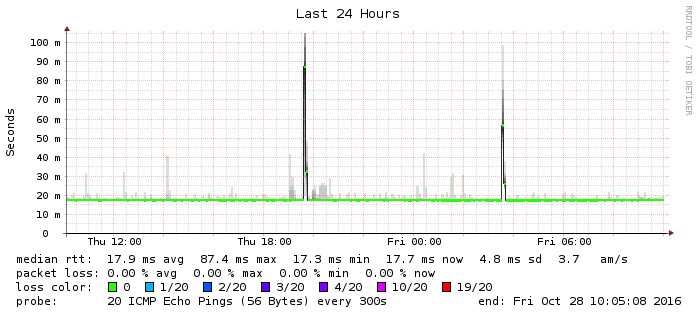 Last 24 Hours
RRDTOOL / TOBI OETIKER
Seconds
100 m
90 m
80 m
70 m
60 m
50 m
40 m
30 m
20 m
10 m
0
Thu 12:00 Thu 18:00 Fri 00:00 Fri 06:00
median rtt: 17.9 ms avg 87.4 ms max 17.3 ms min 17.7 ms now 4.8 ms sd 3.7 am/s
packet loss: 0.00 % avg 0.00 % max 0.00 % min 0.00 % now
loss color: 0 1/20 2/20 3/20 4/20 10/20 19/20
probe: 20 ICMP Echo Pings (56 Bytes) every 300s end: Fri Oct 28 10:05:08 2016